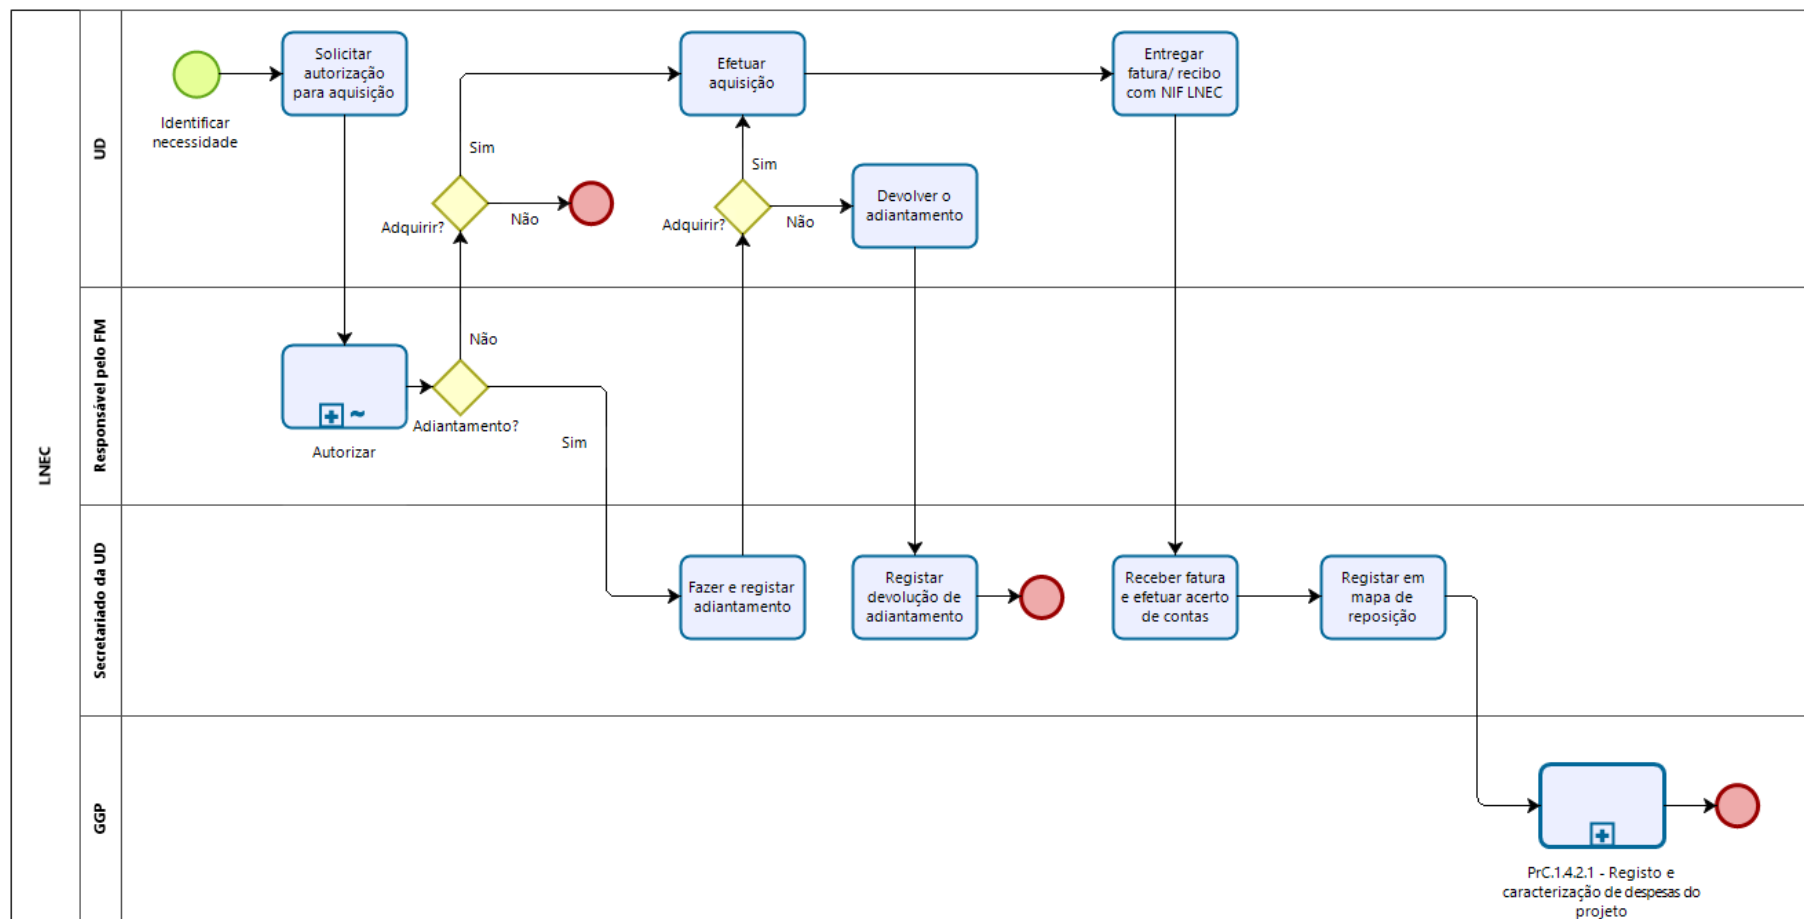 LNEC
UD
Identificar
necessidade
Solicitar
autorização
para aquisição
Adquirir?
Sim
Não
Efetuar
aquisição
Adquirir?
Sim
Não
Devolver o
adiantamento
Entregar
fatura/ recibo
com NIF LNEC
Responsável pelo FM
Autorizar
Adiantamento?
Não
Sim
Secretariado da UD
Fazer e registar
adiantamento
Registar
devolução de
adiantamento
Receber fatura
e efetuar acerto
de contas
Registar em
mapa de
reposição
GGP
PrC.1.4.2.1 - Registo e
caracterização de despesas do
projeto